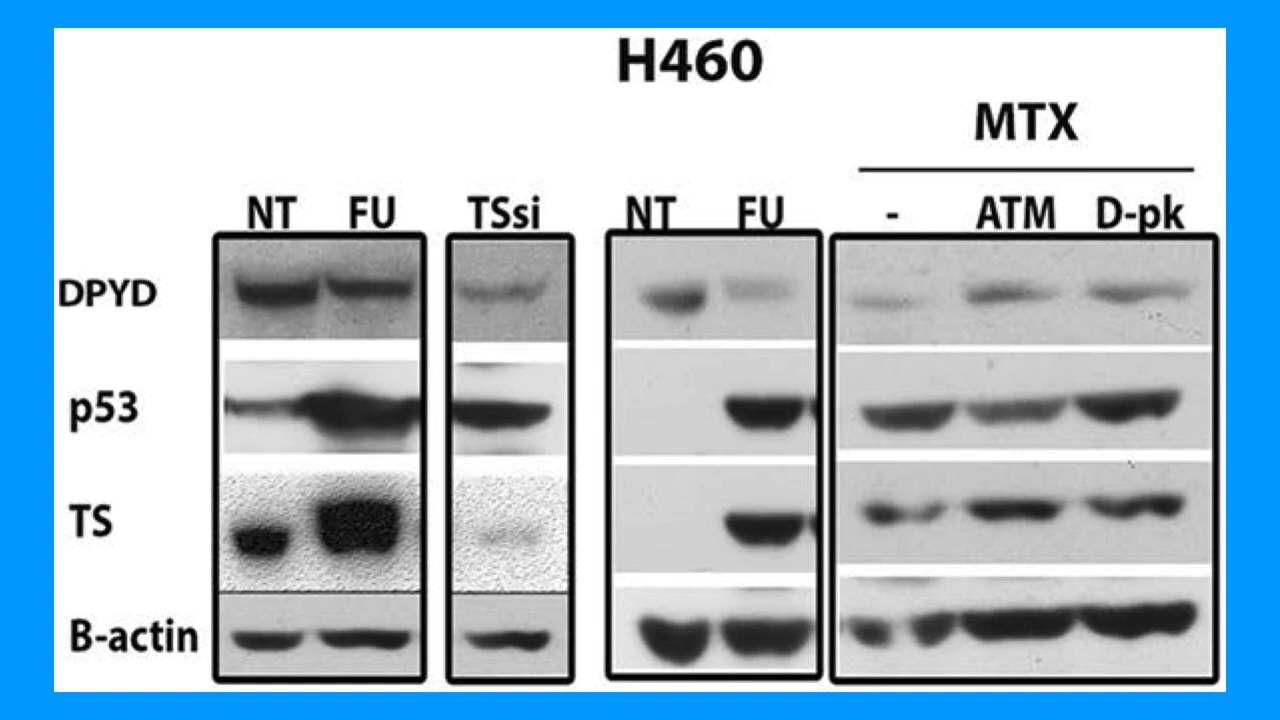 H460
MTX
NT FU TSsi NT FU - ATM D-pk
DPYD
p53
TS
B-actin